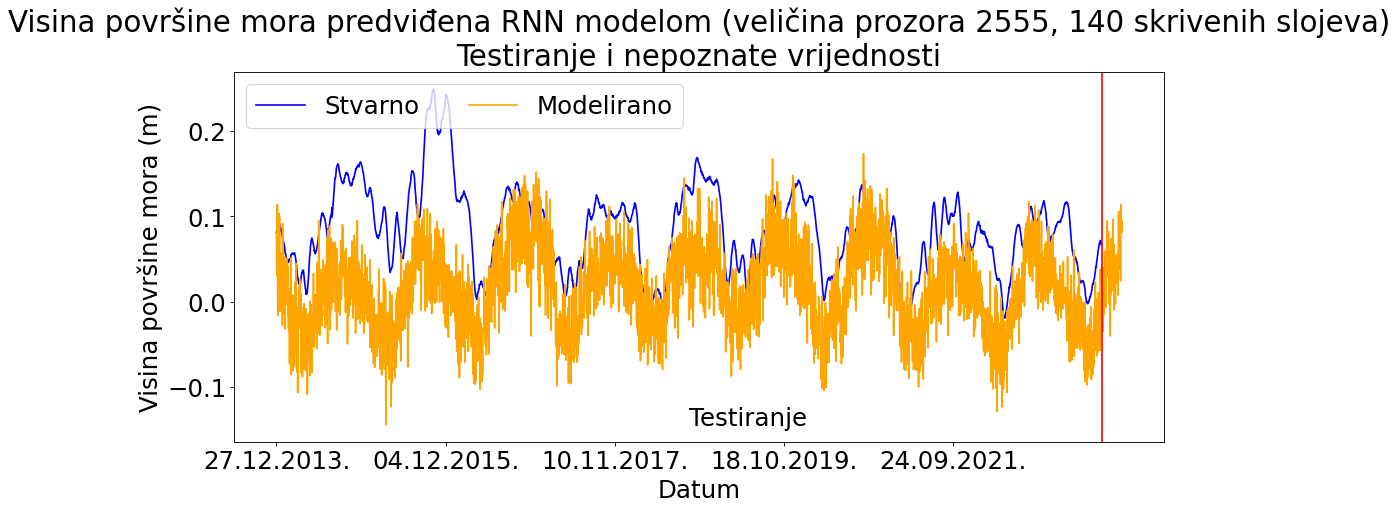 Visina površine mora predviđena RNN modelom (veličina prozora 2555, 140 skrivenih slojeva)
Testiranje i nepoznate vrijednosti
Stvarno
Modelirano
Visina površine mora (m)
0.2
0.1
0.0
−0.1
Testiranje
27.12.2013.
04.12.2015.
10.11.2017.
18.10.2019.
24.09.2021.
Datum